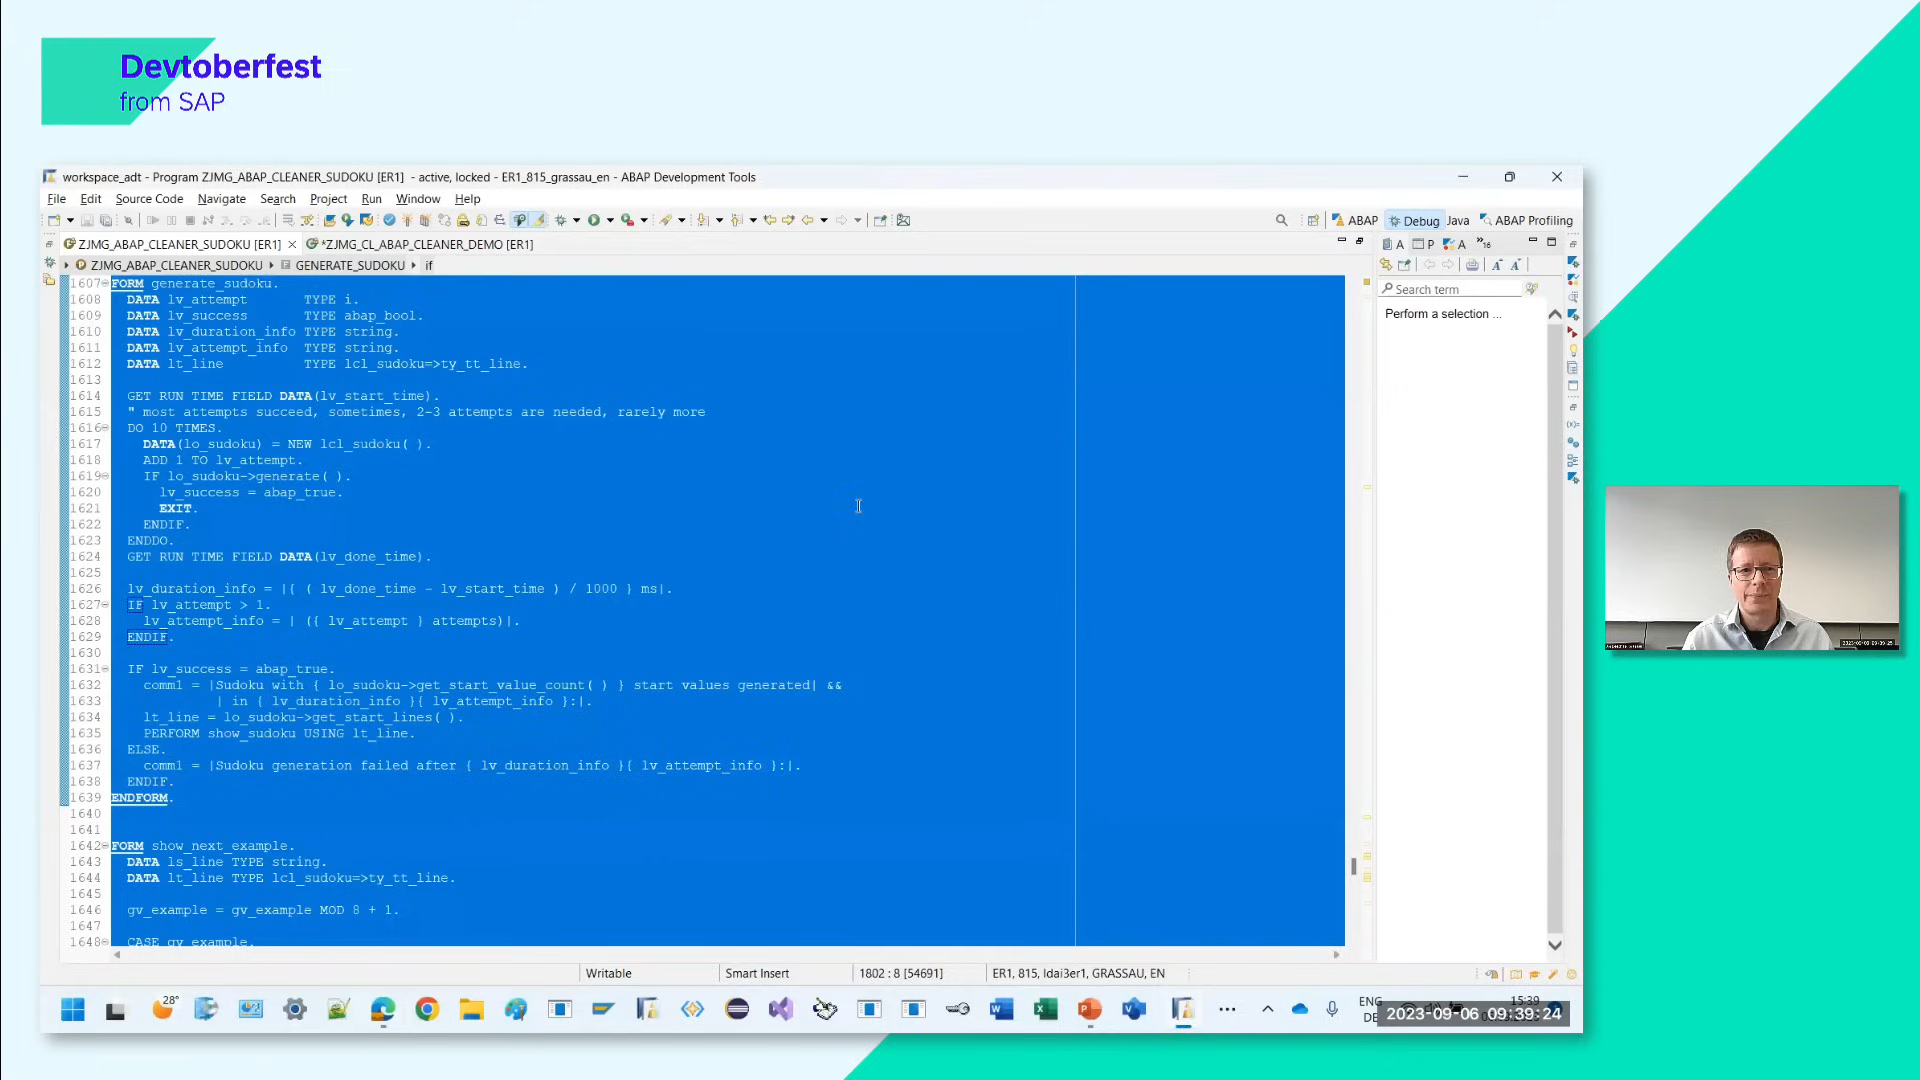 Devtoberfest
from SAP
workspace_adt - Program ZJMG_ABAP_CLEANER_SUDOKU [ER1] - active, locked - ER1_815_grassau_en - ABAP Development Tools
File Edit Source Code Navigate Search Project Run Window Help
ABAP Debug Java ABAP Profiling
ZJMG_ABAP_CLEANER_SUDOKU [ER1] *ZJMG_CL_ABAP_CLEANER_DEMO [ER1]
A P A »16
ZJMG_ABAP_CLEANER_SUDOKU GENERATE_SUDOKU if
Search term
Perform a selection ...
1607 FORM generate_sudoku.
1608 DATA lv_attempt TYPE i.
1609 DATA lv_success TYPE abap_bool.
1610 DATA lv_duration_info TYPE string.
1611 DATA lv_attempt_info TYPE string.
1612 DATA lt_line TYPE lcl_sudoku=>ty_tt_line.
1613
1614 GET RUN TIME FIELD DATA(lv_start_time).
1615 " most attempts succeed, sometimes, 2-3 attempts are needed, rarely more
1616 DO 10 TIMES.
1617 DATA(lo_sudoku) = NEW lcl_sudoku( ).
1618 ADD 1 TO lv_attempt.
1619 IF lo_sudoku->generate( ).
1620 lv_success = abap_true.
1621 EXIT.
1622 ENDIF.
1623 ENDDO.
1624 GET RUN TIME FIELD DATA(lv_done_time).
1625
1626 lv_duration_info = |{ ( lv_done_time - lv_start_time ) / 1000 } ms|.
1627 IF lv_attempt > 1.
1628 lv_attempt_info = | ({ lv_attempt } attempts)|.
1629 ENDIF.
1630
1631 IF lv_success = abap_true.
1632 comm1 = |Sudoku with { lo_sudoku->get_start_value_count( ) } start values generated| &&
1633 | in { lv_duration_info }{ lv_attempt_info }:|.
1634 lt_line = lo_sudoku->get_start_lines( ).
1635 PERFORM show_sudoku USING lt_line.
1636 ELSE.
1637 comm1 = |Sudoku generation failed after { lv_duration_info }{ lv_attempt_info }:|.
1638 ENDIF.
1639 ENDFORM.
1640
1641
1642 FORM show_next_example.
1643 DATA ls_line TYPE string.
1644 DATA lt_line TYPE lcl_sudoku=>ty_tt_line.
1645
1646 gv_example = gv_example MOD 8 + 1.
1647
1648 CASE gv_example.
Writable Smart Insert 1802 : 8 [54691] ER1, 815, ldai3er1, GRASSAU, EN
28°
ENG
DE
15:39
2023-09-06 09:39:24